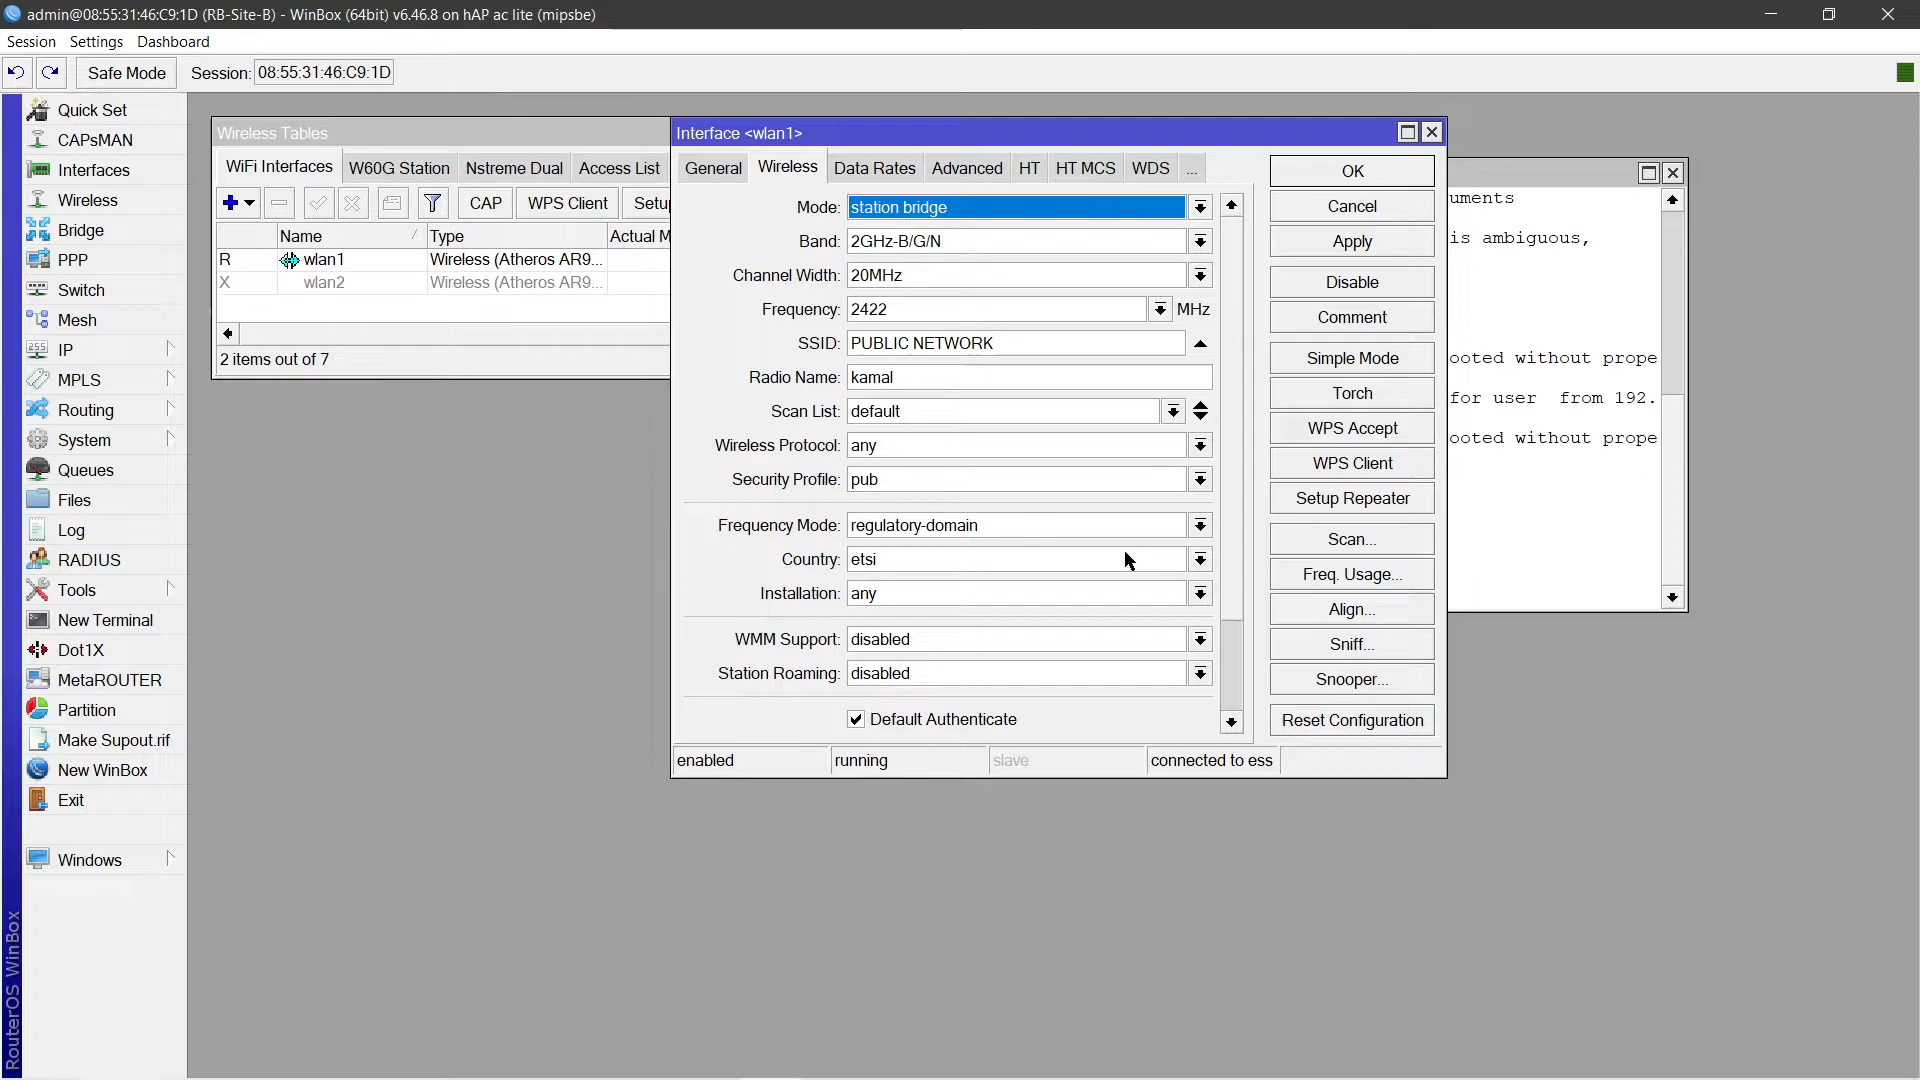 admin@08:55:31:46:C9:1D (RB-Site-B) - WinBox (64bit) v6.46.8 on hAP ac lite (mipsbe)
Session Settings Dashboard
Safe Mode Session: 08:55:31:46:C9:1D
Quick Set
CAPsMAN
Interfaces
Wireless
Bridge
PPP
Switch
Mesh
255
IP
MPLS
Routing
System
Queues
Files
Log
RADIUS
Tools
New Terminal
Dot1X
MetaROUTER
Partition
Make Supout.rif
New WinBox
Exit
Windows
RouterOS WinBox
Wireless Tables
WiFi Interfaces W60G Station Nstreme Dual Access List
CAP WPS Client Setu
Name / Type Actual M
R wlan1 Wireless (Atheros AR9...
X wlan2 Wireless (Atheros AR9...
2 items out of 7
Interface <wlan1>
General Wireless Data Rates Advanced HT HT MCS WDS ...
Mode: station bridge
Band: 2GHz-B/G/N
Channel Width: 20MHz
Frequency: 2422 MHz
SSID: PUBLIC NETWORK
Radio Name: kamal
Scan List: default
Wireless Protocol: any
Security Profile: pub
Frequency Mode: regulatory-domain
Country: etsi
Installation: any
WMM Support: disabled
Station Roaming: disabled
Default Authenticate
enabled running slave connected to ess
OK
Cancel
Apply
Disable
Comment
Simple Mode
Torch
WPS Accept
WPS Client
Setup Repeater
Scan...
Freq. Usage...
Align...
Sniff...
Snooper...
Reset Configuration
uments
is ambiguous,
ooted without prope
for user from 192.
ooted without prope